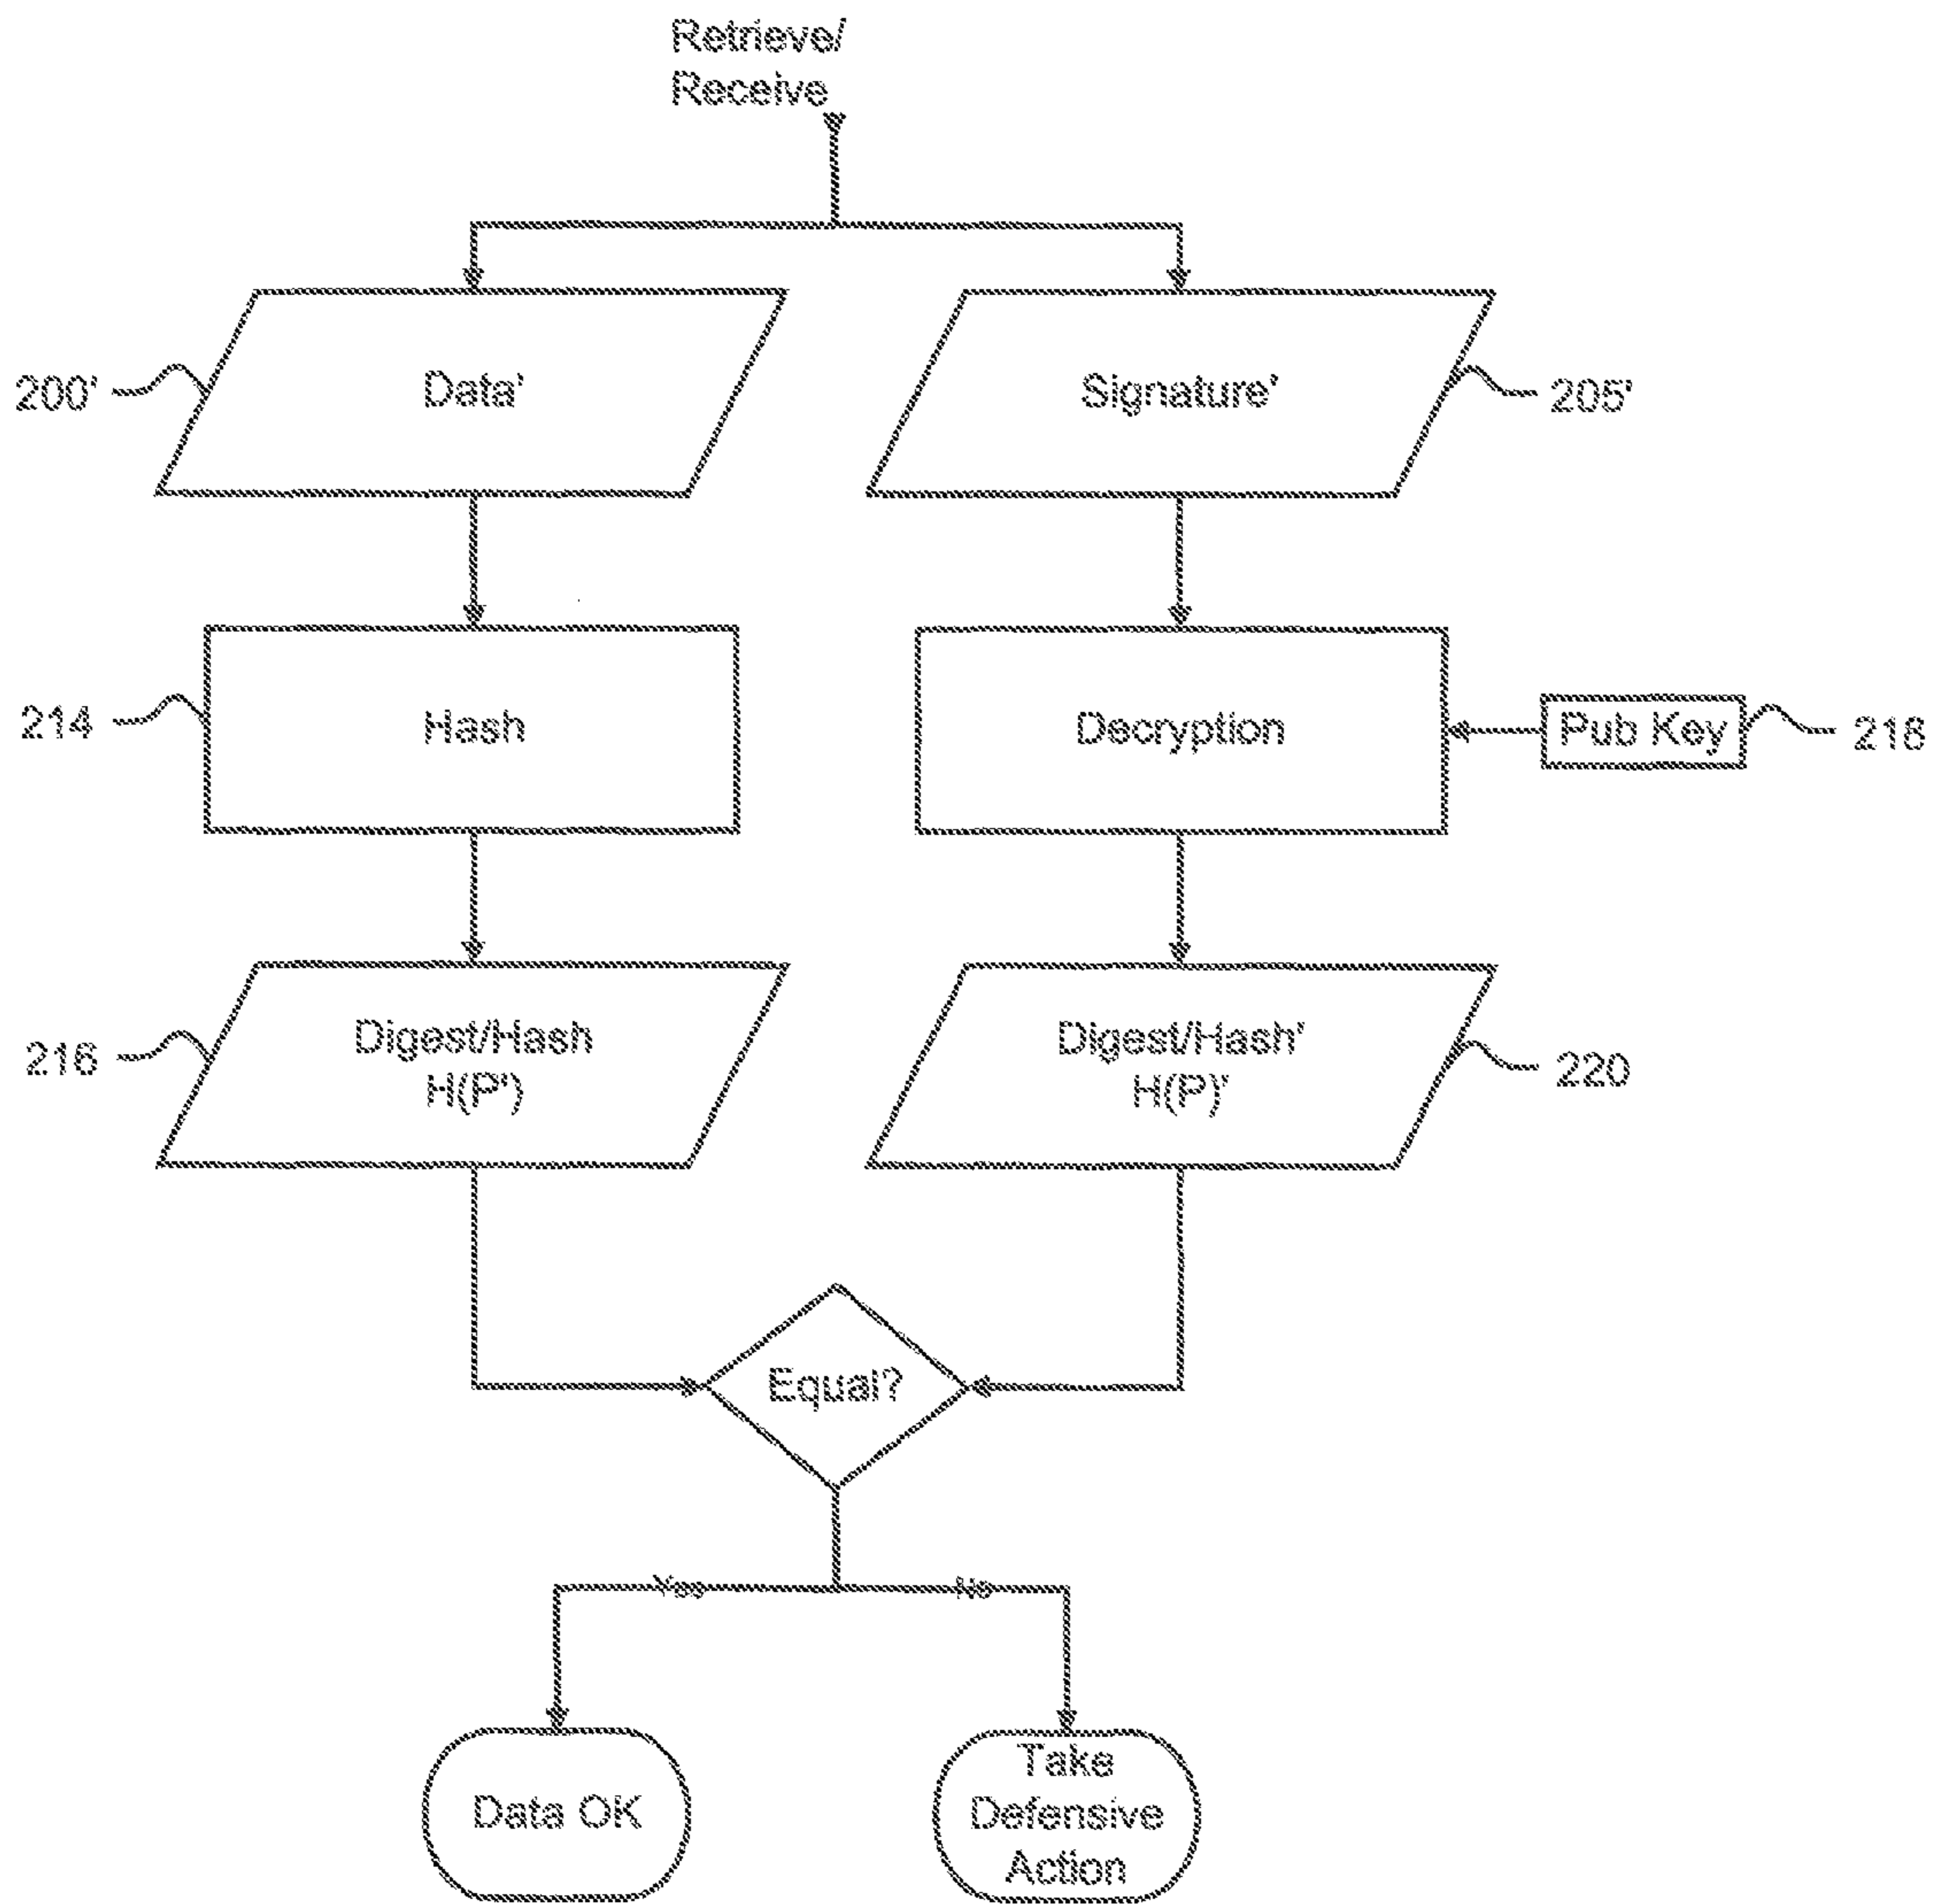 Retrieve/
Receive
200'
Data'
Signature'
205'
214
Hash
Decryption
Pub Key
218
216
Digest/Hash
H(P')
Digest/Hash'
H(P)'
220
Equal?
Yes
No
Data OK
Take
Defensive
Action